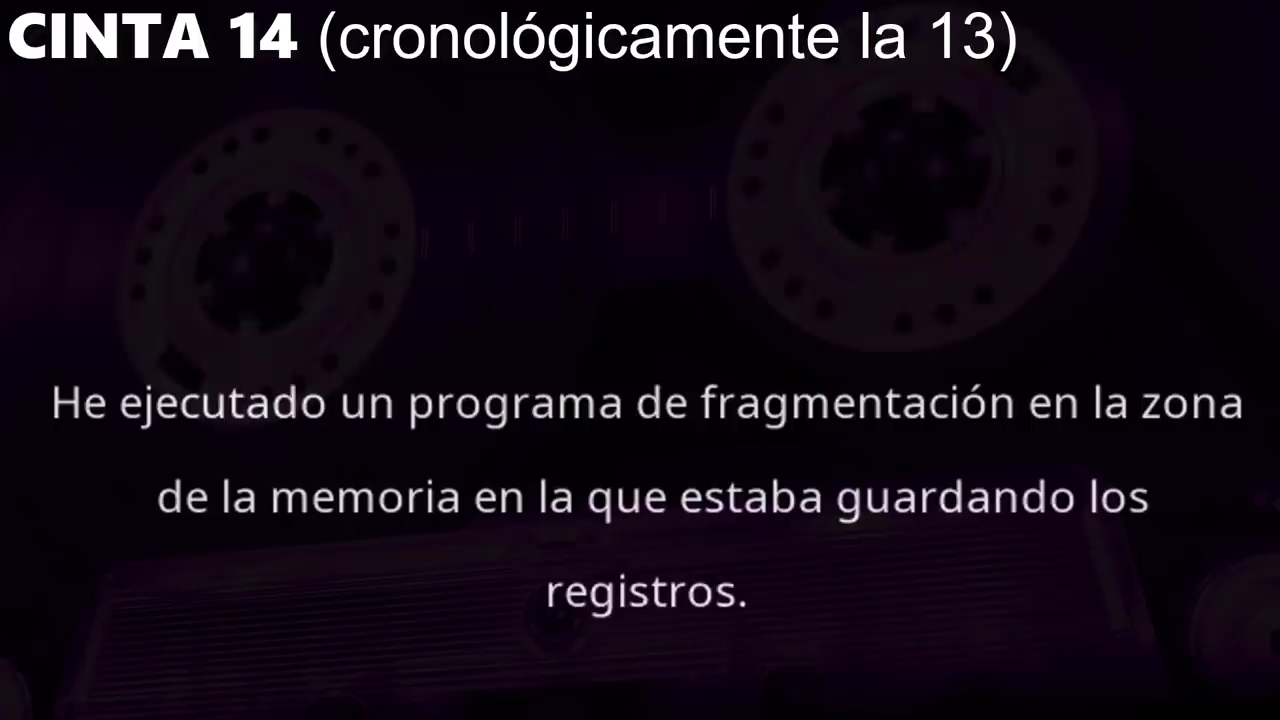 CINTA 14 (cronológicamente la 13)
He ejecutado un programa de fragmentación en la zona
de la memoria en la que estaba guardando los
registros.